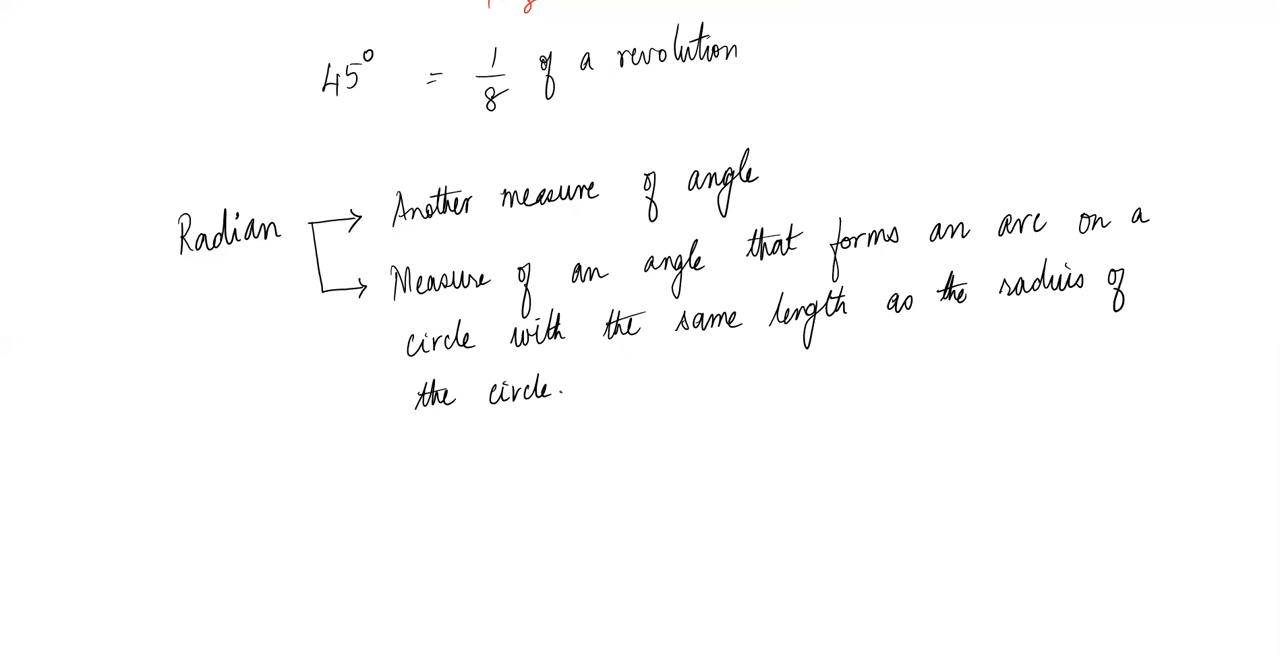 45° = 1/8 of a revolution
Radian → Another measure of angle
→ Measure of an angle that forms an arc on a
circle with the same length as the radius of
the circle.